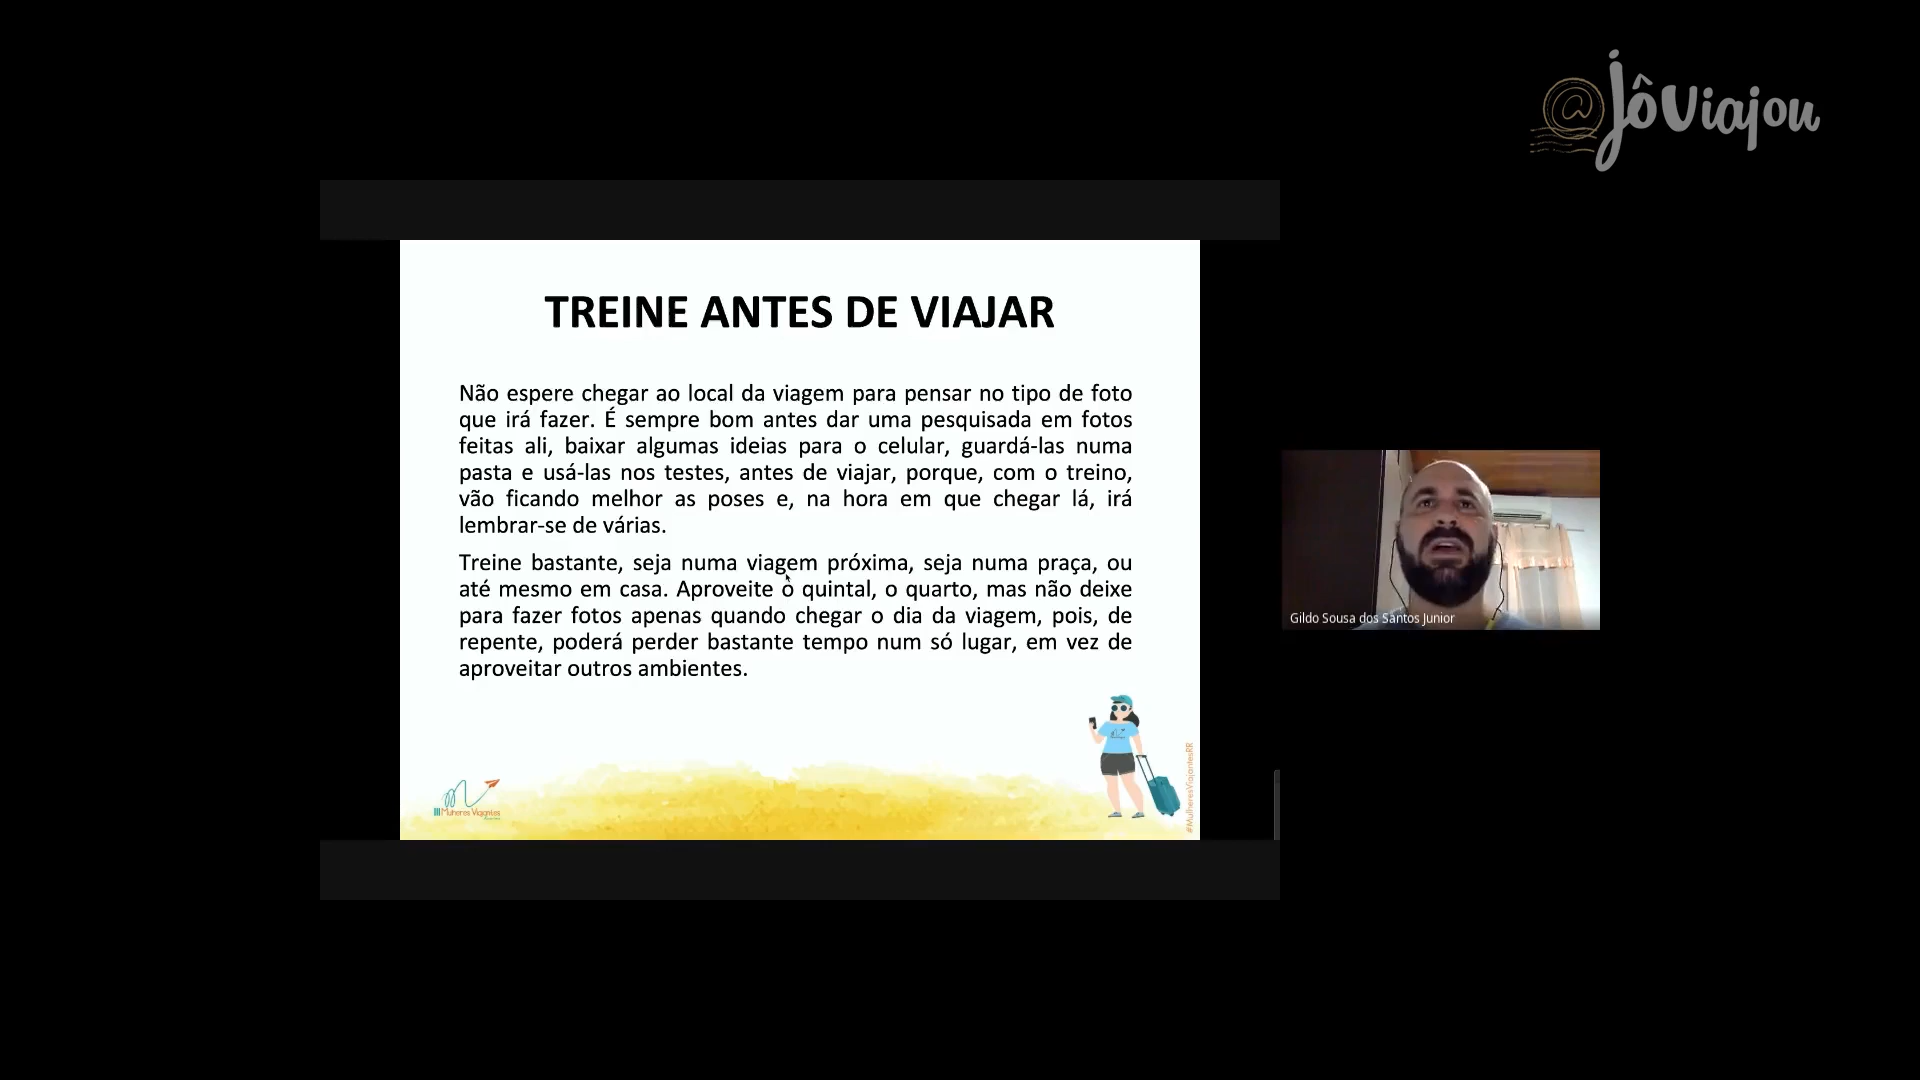 @jôviajou
TREINE ANTES DE VIAJAR
Não espere chegar ao local da viagem para pensar no tipo de foto
que irá fazer. É sempre bom antes dar uma pesquisada em fotos
feitas ali, baixar algumas ideias para o celular, guardá-las numa
pasta e usá-las nos testes, antes de viajar, porque, com o treino,
vão ficando melhor as poses e, na hora em que chegar lá, irá
lembrar-se de várias.
Treine bastante, seja numa viagem próxima, seja numa praça, ou
até mesmo em casa. Aproveite o quintal, o quarto, mas não deixe
para fazer fotos apenas quando chegar o dia da viagem, pois, de
repente, poderá perder bastante tempo num só lugar, em vez de
aproveitar outros ambientes.
Gildo Sousa dos Santos Junior
III Mulheres Viajantes
#MulheresViajantesRR